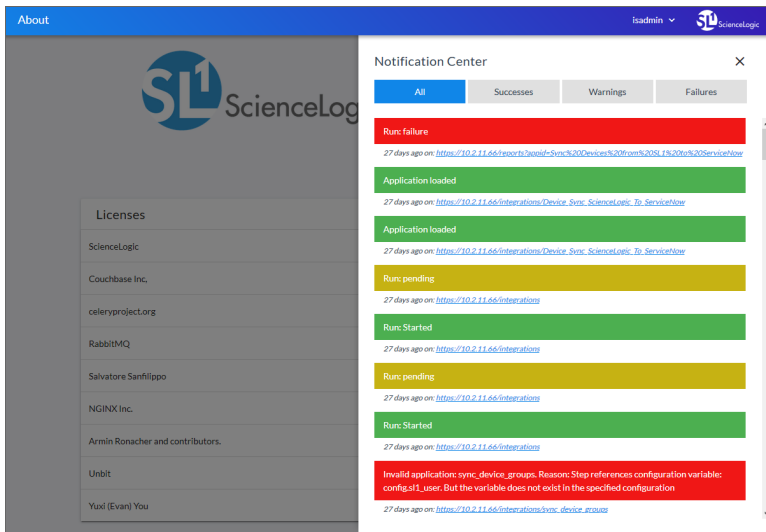 About
isadmin
SL1 ScienceLogic
SL1 ScienceLog
Notification Center
All
Successes
Warnings
Failures
Run: failure
27 days ago on: https://10.2.11.66/reports?appid=Sync%20Devices%20from%20SL1%20to%20ServiceNow
Application loaded
27 days ago on: https://10.2.11.66/integrations/Device_Sync_ScienceLogic_To_ServiceNow
Application loaded
27 days ago on: https://10.2.11.66/integrations/Device_Sync_ScienceLogic_To_ServiceNow
Run: pending
27 days ago on: https://10.2.11.66/integrations
Run: Started
27 days ago on: https://10.2.11.66/integrations
Run: pending
27 days ago on: https://10.2.11.66/integrations
Run: Started
27 days ago on: https://10.2.11.66/integrations
Invalid application: sync_device_groups. Reason: Step references configuration variable:
config.sl1_user. But the variable does not exist in the specified configuration
27 days ago on: https://10.2.11.66/integrations/sync_device_groups
Licenses
ScienceLogic
Couchbase Inc,
celeryproject.org
RabbitMQ
Salvatore Sanfilippo
NGINX Inc.
Armin Ronacher and contributors.
Unbit
Yuxi (Evan) You